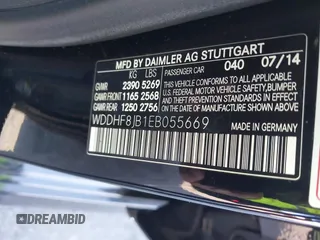 MFD BY DAIMLER AG STUTTGART
KG LBS PASSENGER CAR 040 07/14
GVWR 2390 5269
GAWR FRONT 1165 2568
GAWR REAR 1250 2756
THIS VEHICLE CONFORMS TO ALL APPLICABLE FEDERAL MOTOR VEHICLE SAFETY, BUMPER AND THEFT PREVENTION STANDARDS IN EFFECT ON THE DATE OF MANUFACTURE SHOWN ABOVE.
WDDHF8JB1EB055669
MADE IN GERMANY
DREAMBID